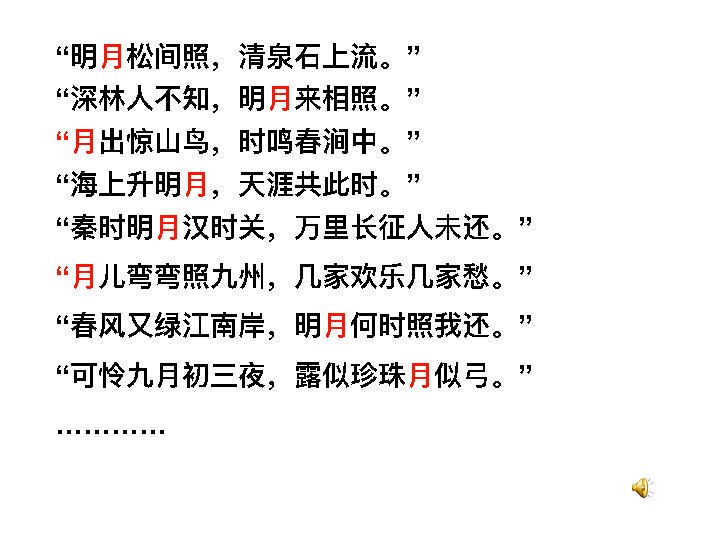 “明月松间照，清泉石上流。”
“深林人不知，明月来相照。”
“月出惊山鸟，时鸣春涧中。”
“海上升明月，天涯共此时。”
“秦时明月汉时关，万里长征人未还。”
“月儿弯弯照九州，几家欢乐几家愁。”
“春风又绿江南岸，明月何时照我还。”
“可怜九月初三夜，露似珍珠月似弓。”
…………